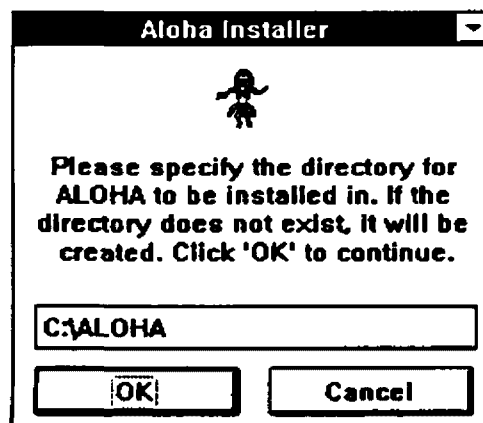 Aloha Installer
Please specify the directory for
ALOHA to be installed in. If the
directory does not exist, it will be
created. Click 'OK' to continue.
C:\ALOHA
OK
Cancel